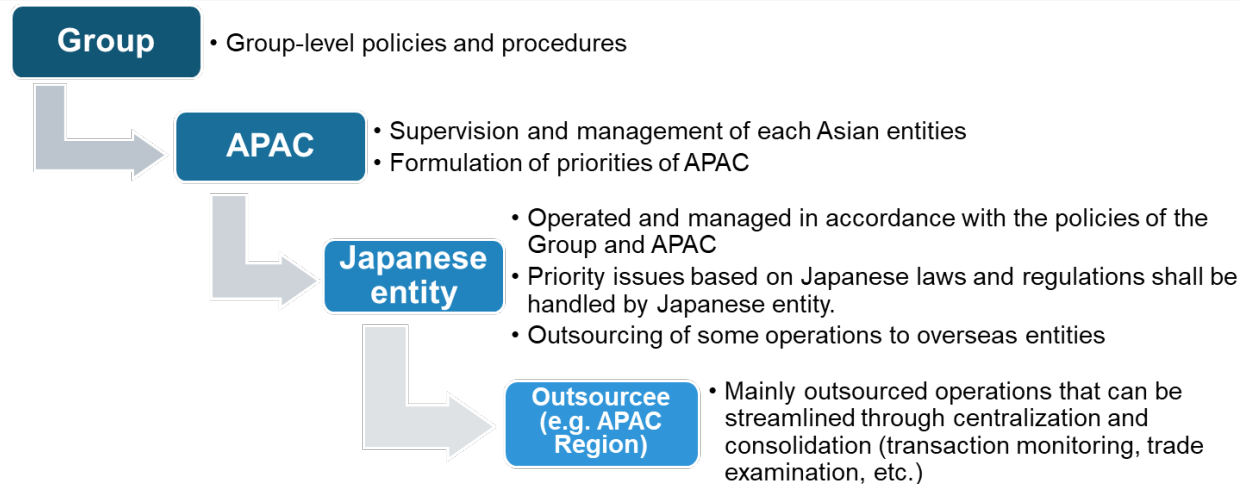 Group
• Group-level policies and procedures
APAC
• Supervision and management of each Asian entities
• Formulation of priorities of APAC
Japanese
entity
• Operated and managed in accordance with the policies of the
Group and APAC
• Priority issues based on Japanese laws and regulations shall be
handled by Japanese entity.
• Outsourcing of some operations to overseas entities
Outsourcee
(e.g. APAC
Region)
• Mainly outsourced operations that can be
streamlined through centralization and
consolidation (transaction monitoring, trade
examination, etc.)